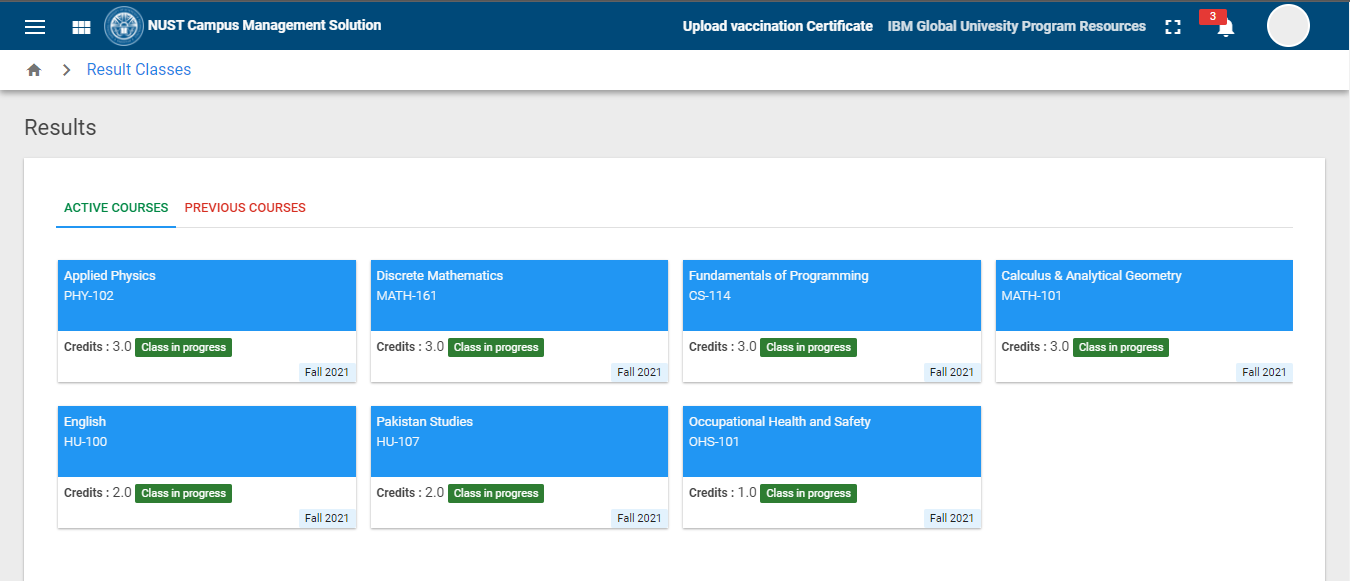 NUST Campus Management Solution
Upload vaccination Certificate
IBM Global Univesity Program Resources
3
Result Classes
Results
ACTIVE COURSES
PREVIOUS COURSES
Applied Physics
PHY-102
Credits : 3.0 Class in progress
Fall 2021
Discrete Mathematics
MATH-161
Credits : 3.0 Class in progress
Fall 2021
Fundamentals of Programming
CS-114
Credits : 3.0 Class in progress
Fall 2021
Calculus & Analytical Geometry
MATH-101
Credits : 3.0 Class in progress
Fall 2021
English
HU-100
Credits : 2.0 Class in progress
Fall 2021
Pakistan Studies
HU-107
Credits : 2.0 Class in progress
Fall 2021
Occupational Health and Safety
OHS-101
Credits : 1.0 Class in progress
Fall 2021